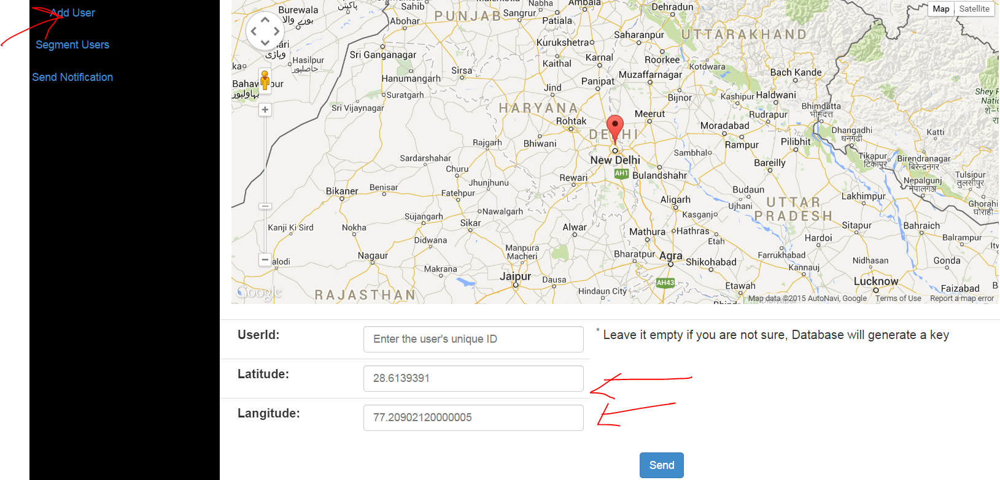 Add User
Segment Users
Send Notification
Map Satellite
Burewala
بورے والا
پاکپتن
Sahib
Abohar
PUNJAB
Nabha
Sangrur
Ambala
Patiala
Dehradun
Saharanpur
UTTARAKHAND
Kurukshetra
Roorkee
Sri Ganganagar
Karnal
Kaithal
Kotdwara
Hasilpur
حاصلپور
وہاڑی
Sirsa
Hanumangarh
Panipat
Muzaffarnagar
Bach Kande
Jind
Suratgarh
Bijnor
Kashipur
Haldwani
Sri Vijaynagar
HARYANA
Bhimdatta
भीमदत्त
Rohtak
Meerut
Rudrapur
Moradabad
DELHI
Dhangadhi
धनगढी
Katti
Rajgarh
Bhiwani
Rampur
Pilibhit
Sardarshahar
New Delhi
Sambhal
Tikapur
टिकापुर
Birendranagar
बिरेन्द्रनगर
Churu
Bareilly
AH1
Rewari
Bulandshahr
Tulsipur
तुलसीपुर
Nepalgunj
नेपालगञ्ज
Bikaner
Benisar
Jhunjhunu
Fatehpur
Budaun
Ujhani
Aligarh
Lakhimpur
UTTAR
PRADESH
Ghorahi
घोराही
Nawalgarh
Sujangarh
Kasganj
Sikar
Kanji Ki Sird
Nokha
Alwar
Mathura
Hathras
Sitapur
Bahraich
Hardoi
Balrampur
Etah
Didwana
Manpura
Macheri
Nagaur
Bharatpur
Agra
Shikohabad
Farrukhabad
Kannauj
Nidhasan
Gonda
Makrana
Jaipur
Dausa
Lucknow
AH43
Etawah
Faizabad
Hindaun City
RAJASTHAN
Google
Map data ©2015 AutoNavi, Google Terms of Use Report a map error
UserId: Enter the user's unique ID * Leave it empty if you are not sure, Database will generate a key
Latitude: 28.6139391
Langitude: 77.20902120000005
Send